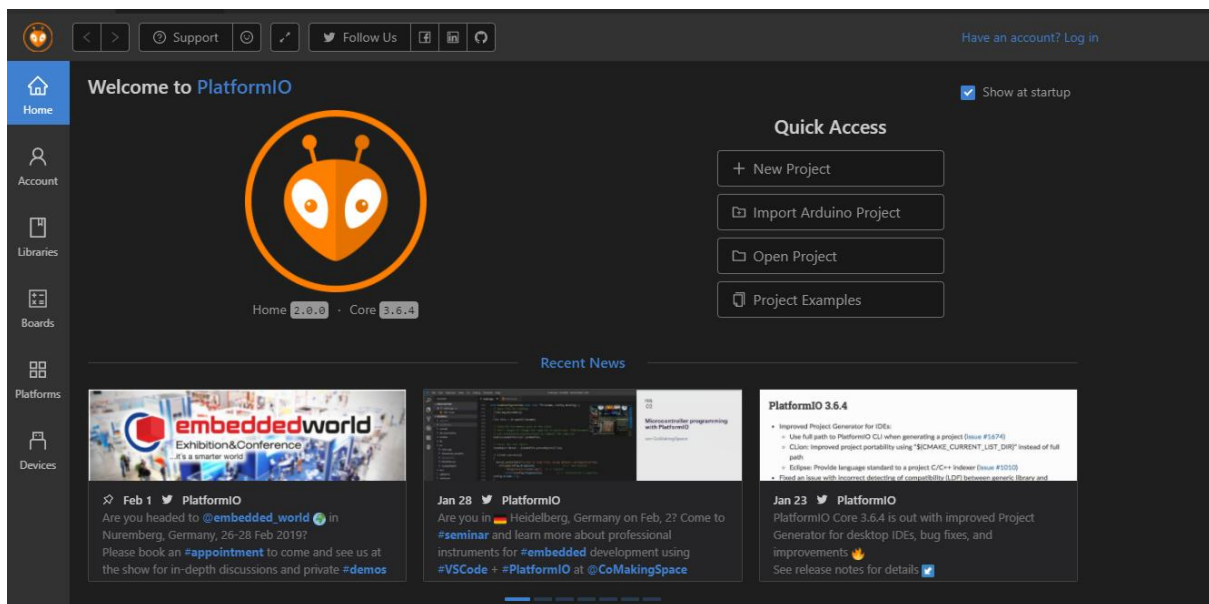 Support
Follow Us
Have an account? Log in
Home
Account
Libraries
Boards
Platforms
Devices
Welcome to PlatformIO
Show at startup
Home 2.0.0 · Core 3.6.4
Quick Access
New Project
Import Arduino Project
Open Project
Project Examples
Recent News
embeddedworld
Exhibition&Conference
...it's a smarter world
Feb 1 PlatformIO
Are you headed to @embedded_world in
Nuremberg, Germany, 26-28 Feb 2019?
Please book an #appointment to come and see us at
the show for in-depth discussions and private #demos
Microcontroller programming
with PlatformIO
Jan 28 PlatformIO
Are you in Heidelberg, Germany on Feb, 2? Come to
#seminar and learn more about professional
instruments for #embedded development using
#VSCode + #PlatformIO at @CoMakingSpace
PlatformIO 3.6.4
Improved Project Generator for IDEs:
Use full path to PlatformIO CLI when generating a project (issue #1674)
CLion: Improved project portability using "${CMAKE_CURRENT_LIST_DIR}" instead of full
path
Eclipse: Provide language standard to a project C/C++ indexer (issue #1010)
Fixed an issue with incorrect detecting of compatibility (LDF) between generic library and
Jan 23 PlatformIO
PlatformIO Core 3.6.4 is out with improved Project
Generator for desktop IDEs, bug fixes, and
improvements
See release notes for details